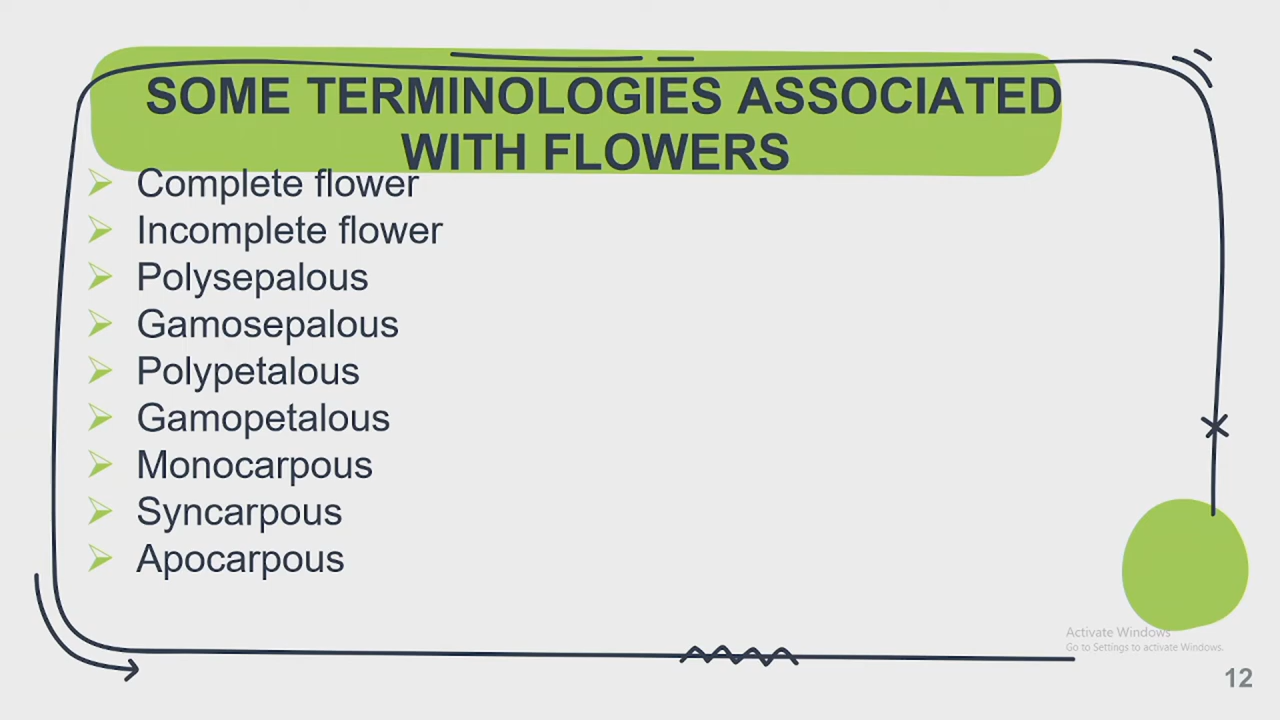 SOME TERMINOLOGIES ASSOCIATED
WITH FLOWERS
Complete flower
Incomplete flower
Polysepalous
Gamosepalous
Polypetalous
Gamopetalous
Monocarpous
Syncarpous
Apocarpous
Activate Windows
Go to Settings to activate Windows.
12